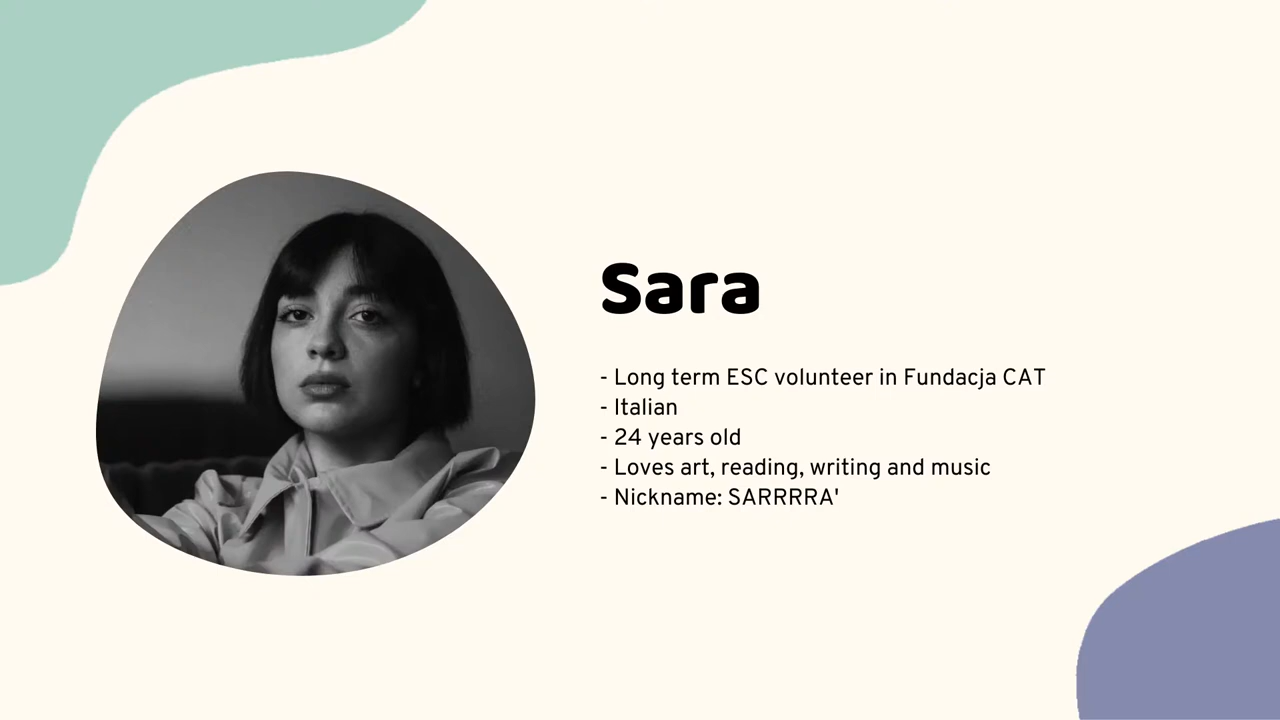 Sara
- Long term ESC volunteer in Fundacja CAT
- Italian
- 24 years old
- Loves art, reading, writing and music
- Nickname: SARRRRA'